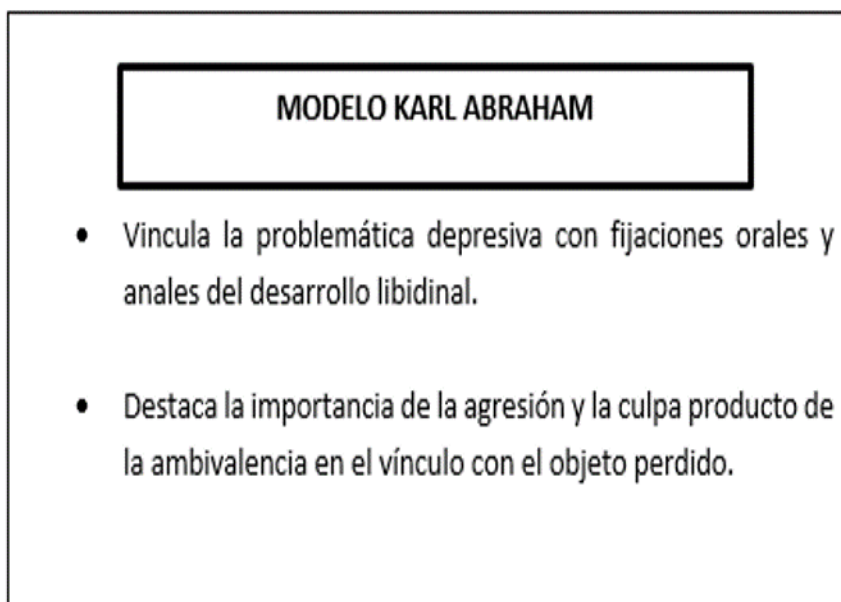 MODELO KARL ABRAHAM
• Vincula la problemática depresiva con fijaciones orales y
anales del desarrollo libidinal.
• Destaca la importancia de la agresión y la culpa producto de
la ambivalencia en el vínculo con el objeto perdido.